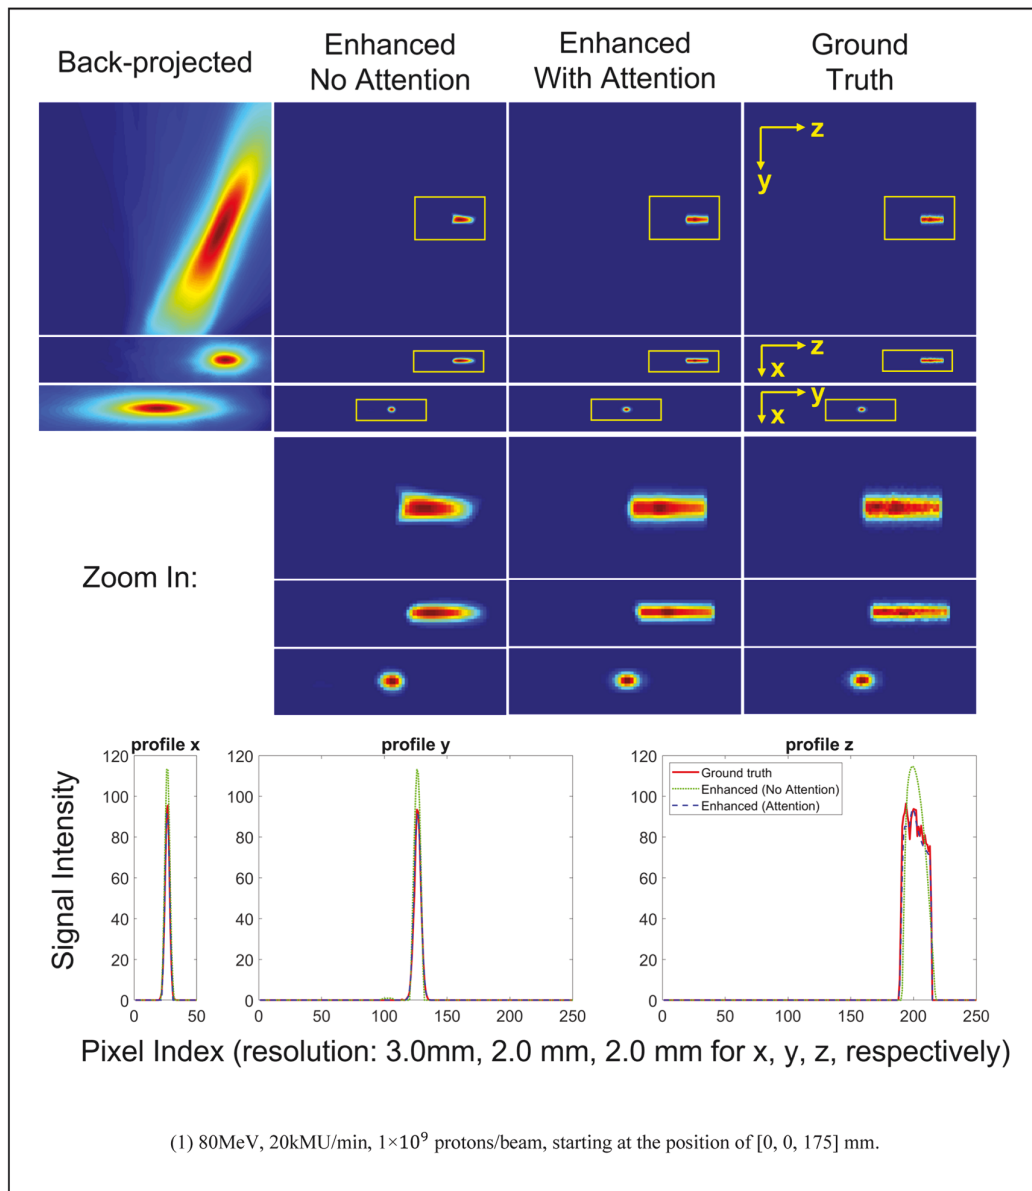 Back-projected
Enhanced
No Attention
Enhanced
With Attention
Ground
Truth
z
y
z
x
y
x
Zoom In:
profile x
profile y
profile z
Signal Intensity
120
100
80
60
40
20
0
0
50
120
100
80
60
40
20
0
0
50
100
150
200
250
120
100
80
60
40
20
0
0
50
100
150
200
250
Ground truth
Enhanced (No Attention)
Enhanced (Attention)
Pixel Index (resolution: 3.0mm, 2.0 mm, 2.0 mm for x, y, z, respectively)
(1) 80MeV, 20kMU/min, 1×10⁹ protons/beam, starting at the position of [0, 0, 175] mm.